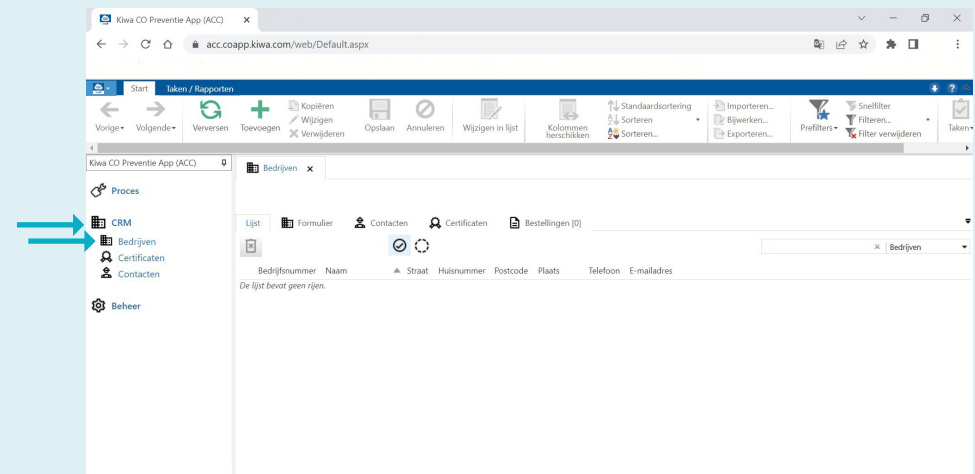 Kiwa CO Preventie App (ACC)
acc.coapp.kiwa.com/web/Default.aspx
Start Taken / Rapporten
Vorige Volgende Verversen Toevoegen Kopiëren Wijzigen Verwijderen Opslaan Annuleren Wijzigen in lijst Kolommen herschikken Standaardsortering Sorteren Sorteren... Importeren... Bijwerken... Exporteren... Prefilters Snelfilter Filteren... Filter verwijderen Taken
Kiwa CO Preventie App (ACC) Bedrijven
Proces
CRM
Lijst Formulier Contacten Certificaten Bestellingen [0]
Bedrijven
Bedrijven
Certificaten
Contacten
Bedrijfsnummer Naam Straat Huisnummer Postcode Plaats Telefoon E-mailadres
De lijst bevat geen rijen.
Beheer